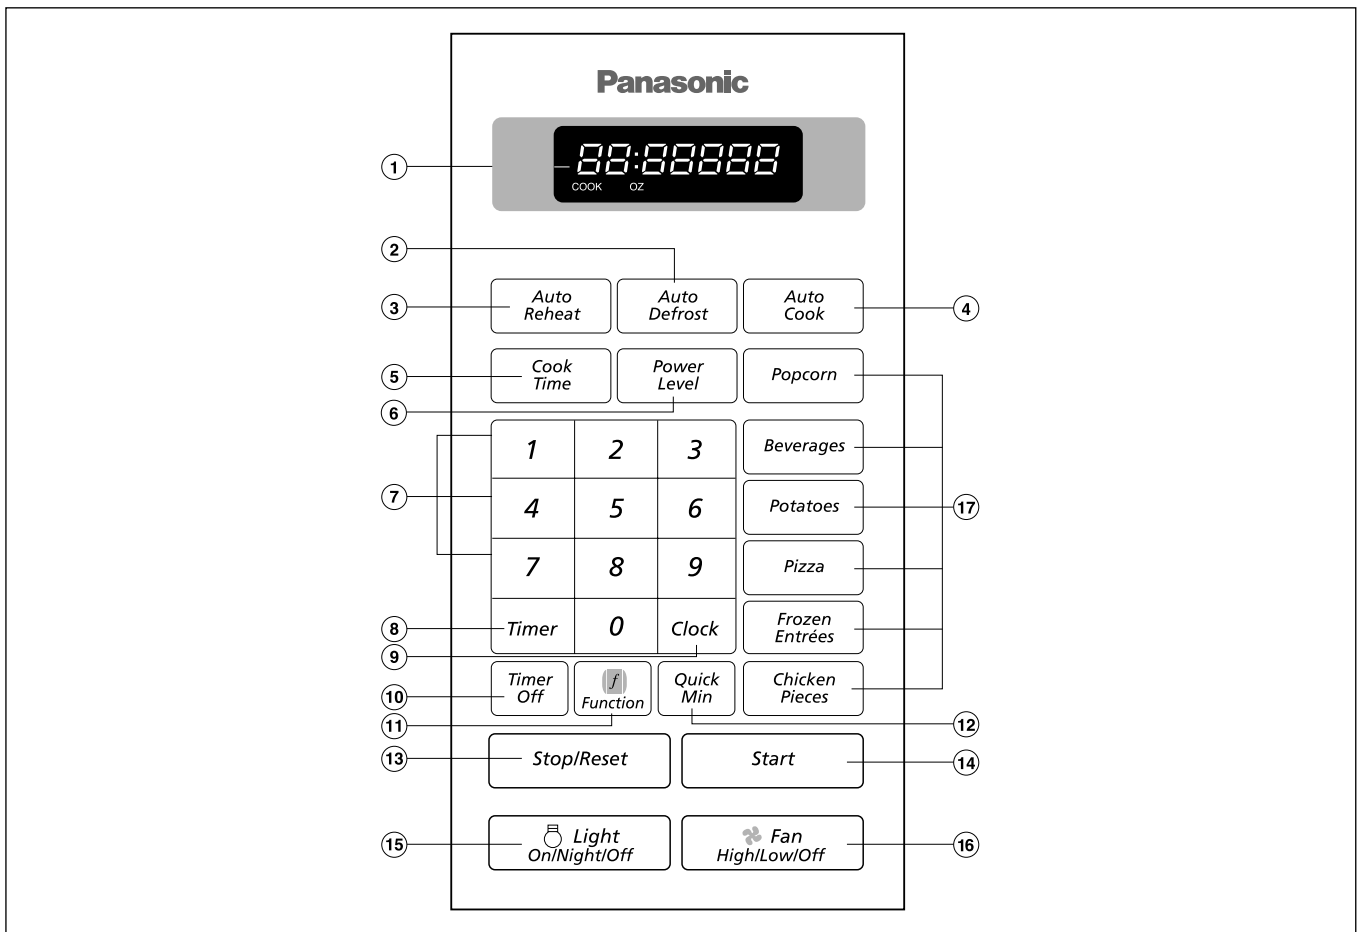 Panasonic
1
88:88888
COOK OZ
2
Auto
Reheat
Auto
Defrost
Auto
Cook
3
4
Cook
Time
Power
Level
Popcorn
5
6
1 2 3
Beverages
7
4 5 6
Potatoes
17
7 8 9
Pizza
8
Timer 0 Clock
Frozen
Entrées
9
Timer
Off
f
Function
Quick
Min
Chicken
Pieces
10
11
12
13
Stop/Reset
Start
14
15
Light
On/Night/Off
Fan
High/Low/Off
16